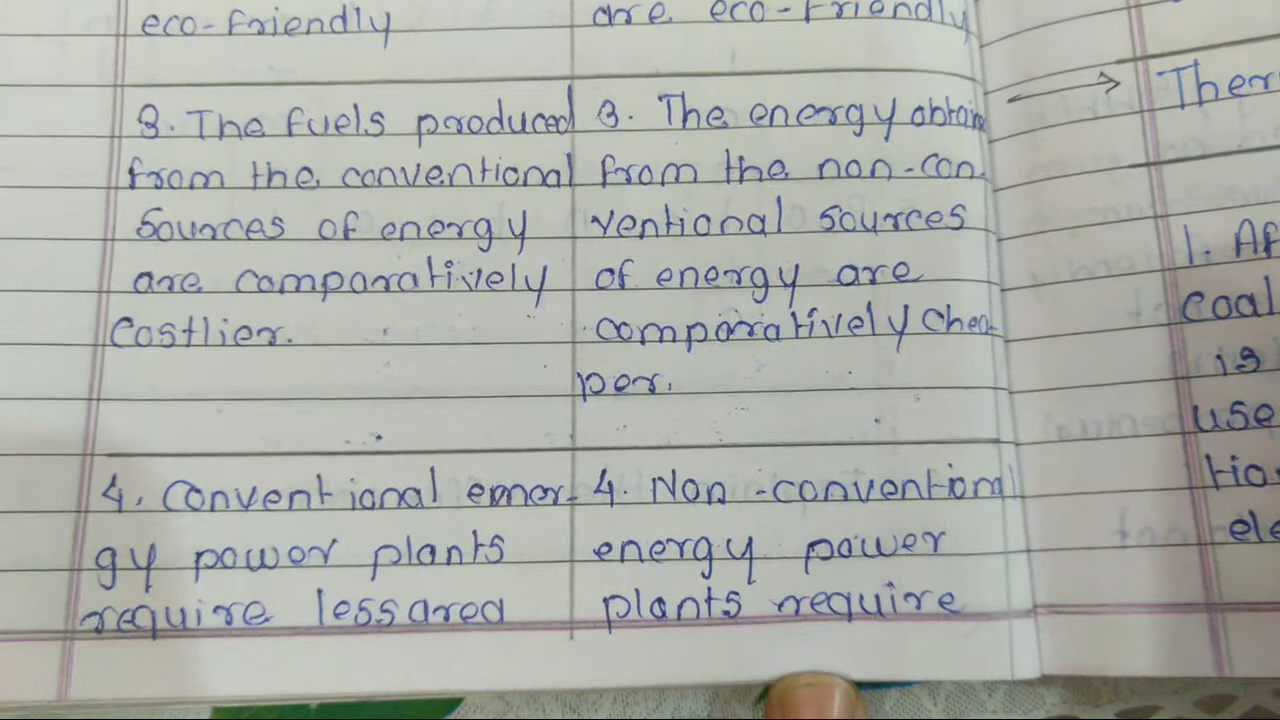 eco-friendly
3. The fuels produced
from the conventional
sources of energy
are comparatively
costlier.
4. Conventional ener-
gy power plants
require less area
are eco-friendly
3. The energy obtain
from the non-con
ventional sources
of energy are
comparatively chea
per.
4. Non-conventional
energy power
plants require
Ther
1. Af
coal
is
use
tio
ele